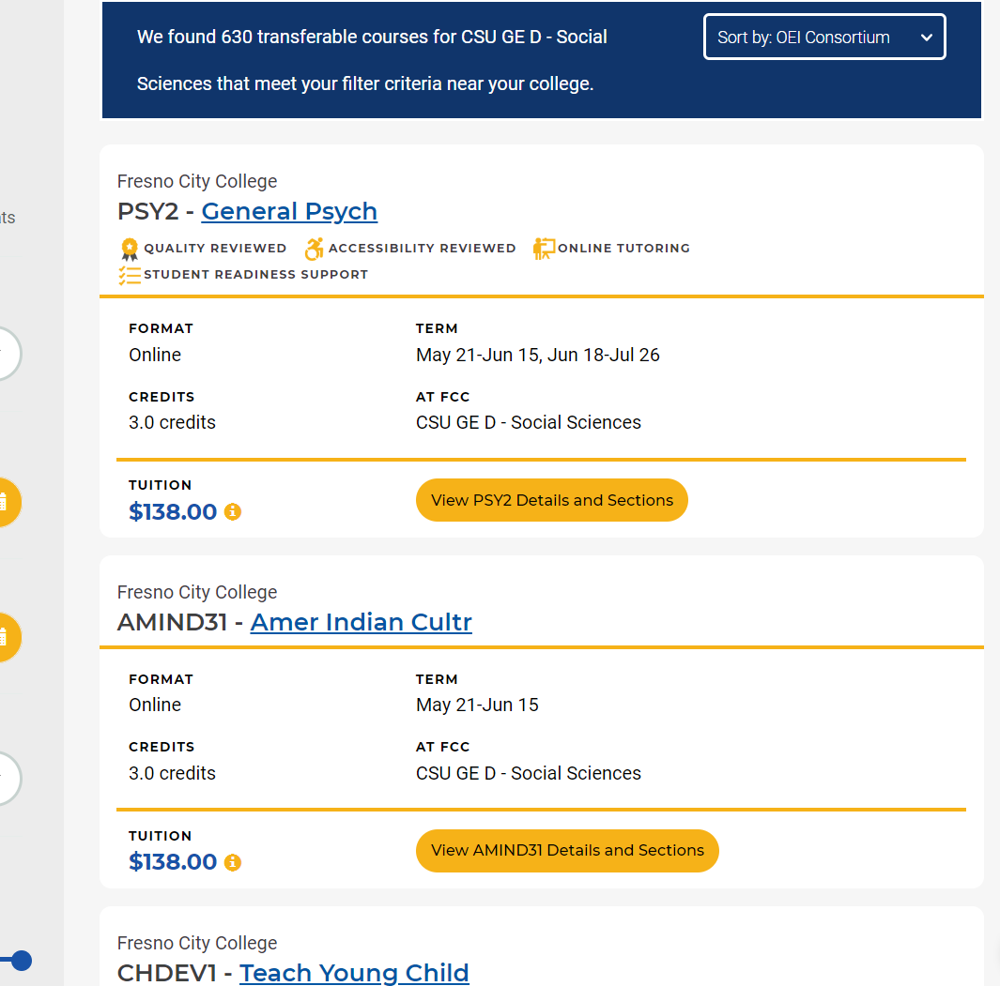 We found 630 transferable courses for CSU GE D - Social
Sciences that meet your filter criteria near your college.
Sort by: OEI Consortium
Fresno City College
PSY2 - General Psych
QUALITY REVIEWED ACCESSIBILITY REVIEWED ONLINE TUTORING
STUDENT READINESS SUPPORT
FORMAT TERM
Online May 21-Jun 15, Jun 18-Jul 26
CREDITS AT FCC
3.0 credits CSU GE D - Social Sciences
TUITION
$138.00
View PSY2 Details and Sections
Fresno City College
AMIND31 - Amer Indian Cultr
FORMAT TERM
Online May 21-Jun 15
CREDITS AT FCC
3.0 credits CSU GE D - Social Sciences
TUITION
$138.00
View AMIND31 Details and Sections
Fresno City College
CHDEV1 - Teach Young Child